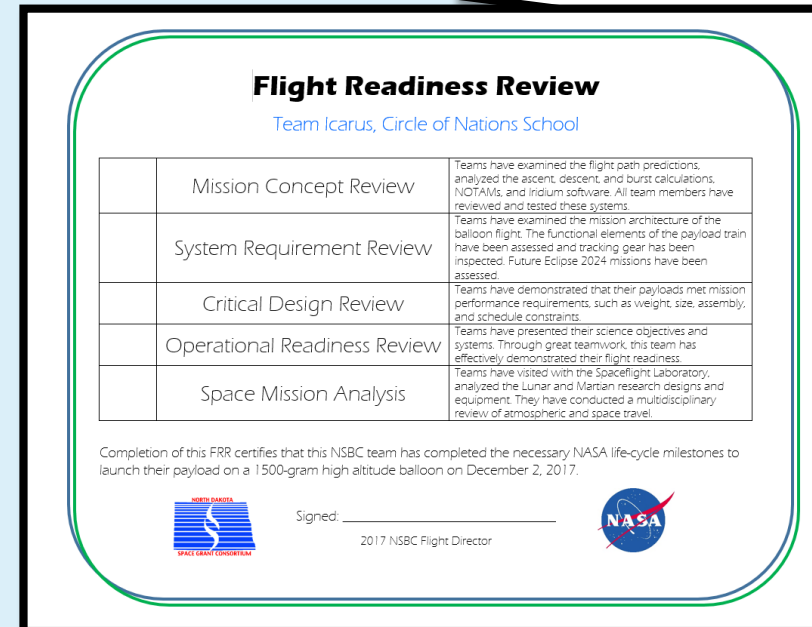 Flight Readiness Review
Team Icarus, Circle of Nations School
Mission Concept Review
Teams have examined the flight path predictions,
analyzed the ascent, descent, and burst calculations,
NOTAMs, and Iridium software. All team members have
reviewed and tested these systems.
System Requirement Review
Teams have examined the mission architecture of the
balloon flight. The functional elements of the payload train
have been assessed and tracking gear has been
inspected. Future Eclipse 2024 missions have been
assessed.
Critical Design Review
Teams have demonstrated that their payloads met mission
performance requirements, such as weight, size, assembly,
and schedule constraints.
Operational Readiness Review
Teams have presented their science objectives and
systems. Through great teamwork, this team has
effectively demonstrated their flight readiness.
Space Mission Analysis
Teams have visited with the Spaceflight Laboratory,
analyzed the Lunar and Martian research designs and
equipment. They have conducted a multidisciplinary
review of atmospheric and space travel.
Completion of this FRR certifies that this NSBC team has completed the necessary NASA life-cycle milestones to
launch their payload on a 1500-gram high altitude balloon on December 2, 2017.
NORTH DAKOTA
SPACE GRANT CONSORTIUM
Signed: ____________________
2017 NSBC Flight Director
NASA